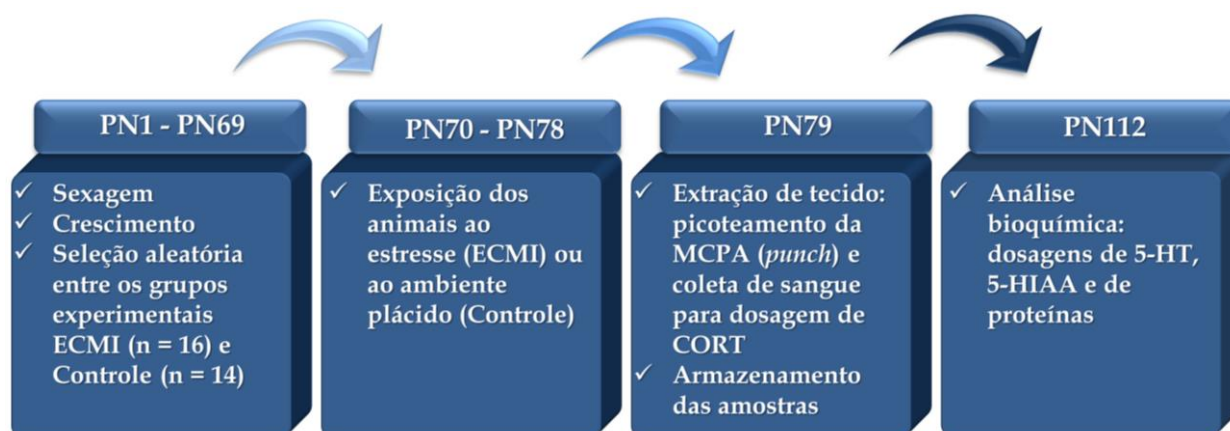 PN1 - PN69
✓ Sexagem
✓ Crescimento
✓ Seleção aleatória
entre os grupos
experimentais
ECMI (n = 16) e
Controle (n = 14)
PN70 - PN78
✓ Exposição dos
animais ao
estresse (ECMI) ou
ao ambiente
plácido (Controle)
PN79
✓ Extração de tecido:
picoteamento da
MCPA (punch) e
coleta de sangue
para dosagem de
CORT
✓ Armazenamento
das amostras
PN112
✓ Análise
bioquímica:
dosagens de 5-HT,
5-HIAA e de
proteínas